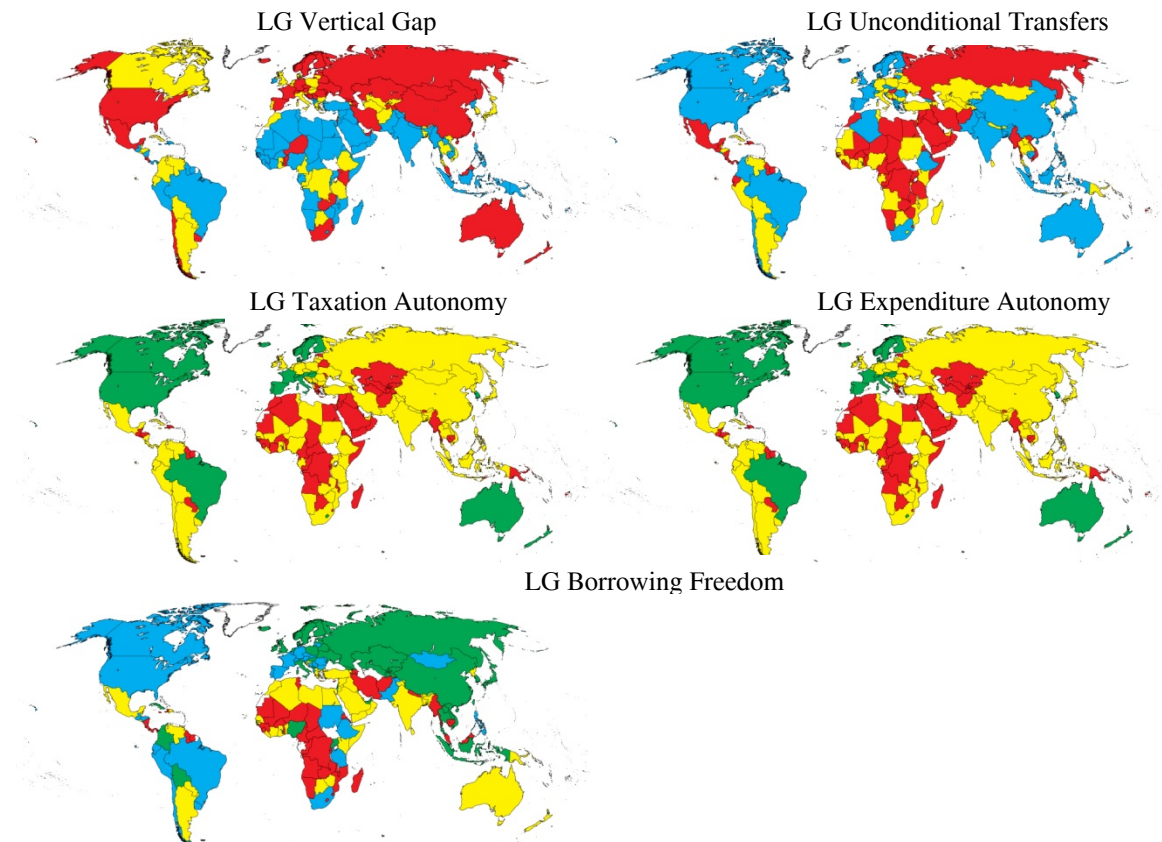 LG Vertical Gap
LG Unconditional Transfers
LG Taxation Autonomy
LG Expenditure Autonomy
LG Borrowing Freedom